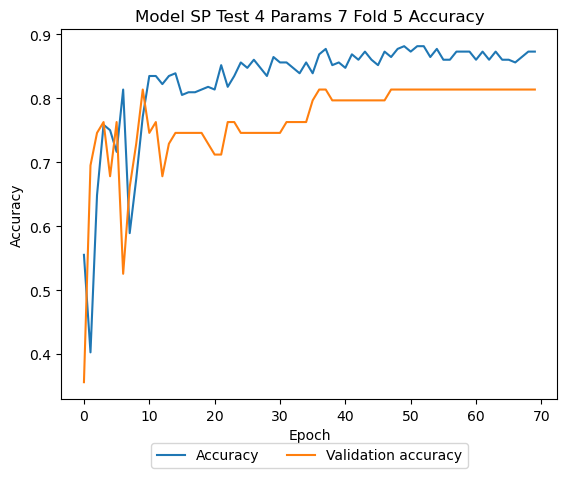 Model SP Test 4 Params 7 Fold 5 Accuracy
0.9
0.8
0.7
0.6
0.5
0.4
Accuracy
0 10 20 30 40 50 60 70
Epoch
Accuracy Validation accuracy